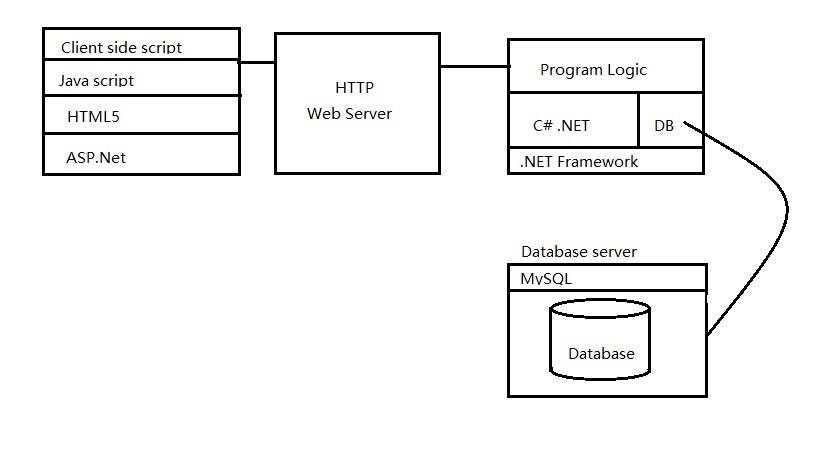 Client side script
Java script
HTML5
ASP.Net
HTTP
Web Server
Program Logic
C# .NET
DB
.NET Framework
Database server
MySQL
Database